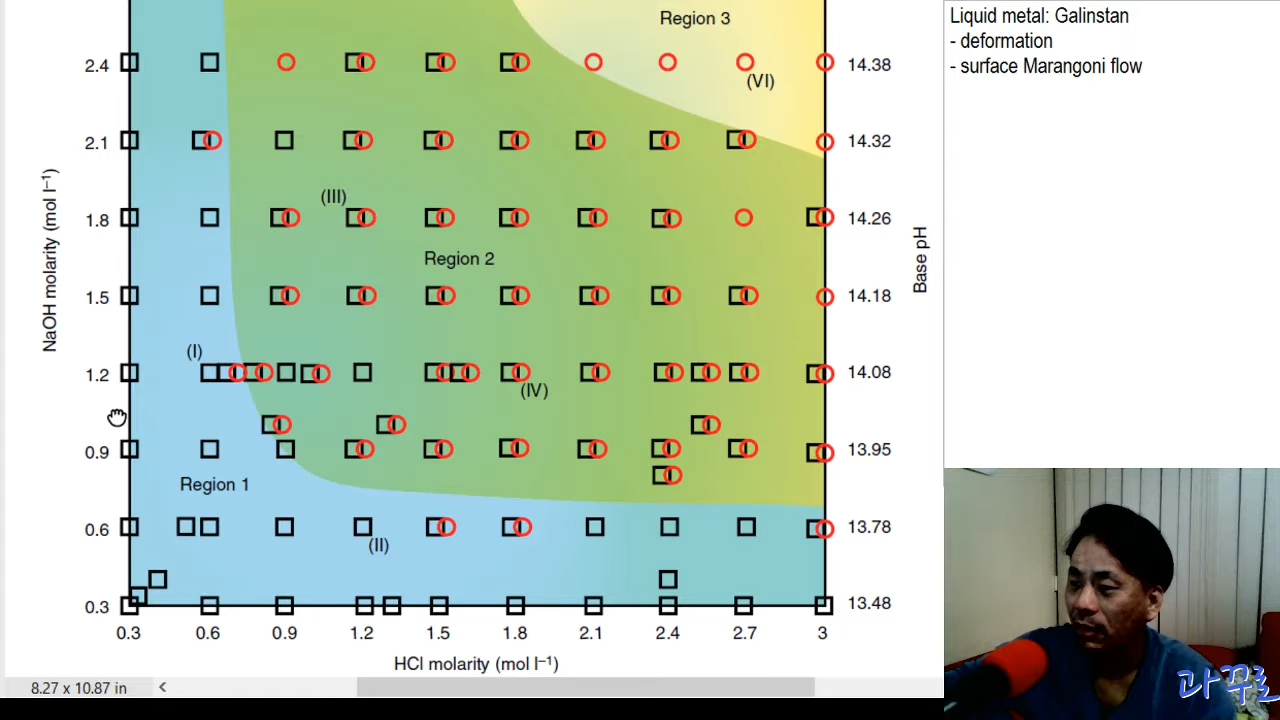 Region 3
Liquid metal: Galinstan
- deformation
- surface Marangoni flow
2.4
14.38
(VI)
2.1
14.32
NaOH molarity (mol l⁻¹)
(III)
1.8
14.26
Base pH
Region 2
1.5
14.18
(I)
1.2
14.08
(IV)
0.9
13.95
Region 1
0.6
13.78
(II)
0.3
13.48
0.3 0.6 0.9 1.2 1.5 1.8 2.1 2.4 2.7 3
HCl molarity (mol l⁻¹)
8.27 x 10.87 in
과꾸로